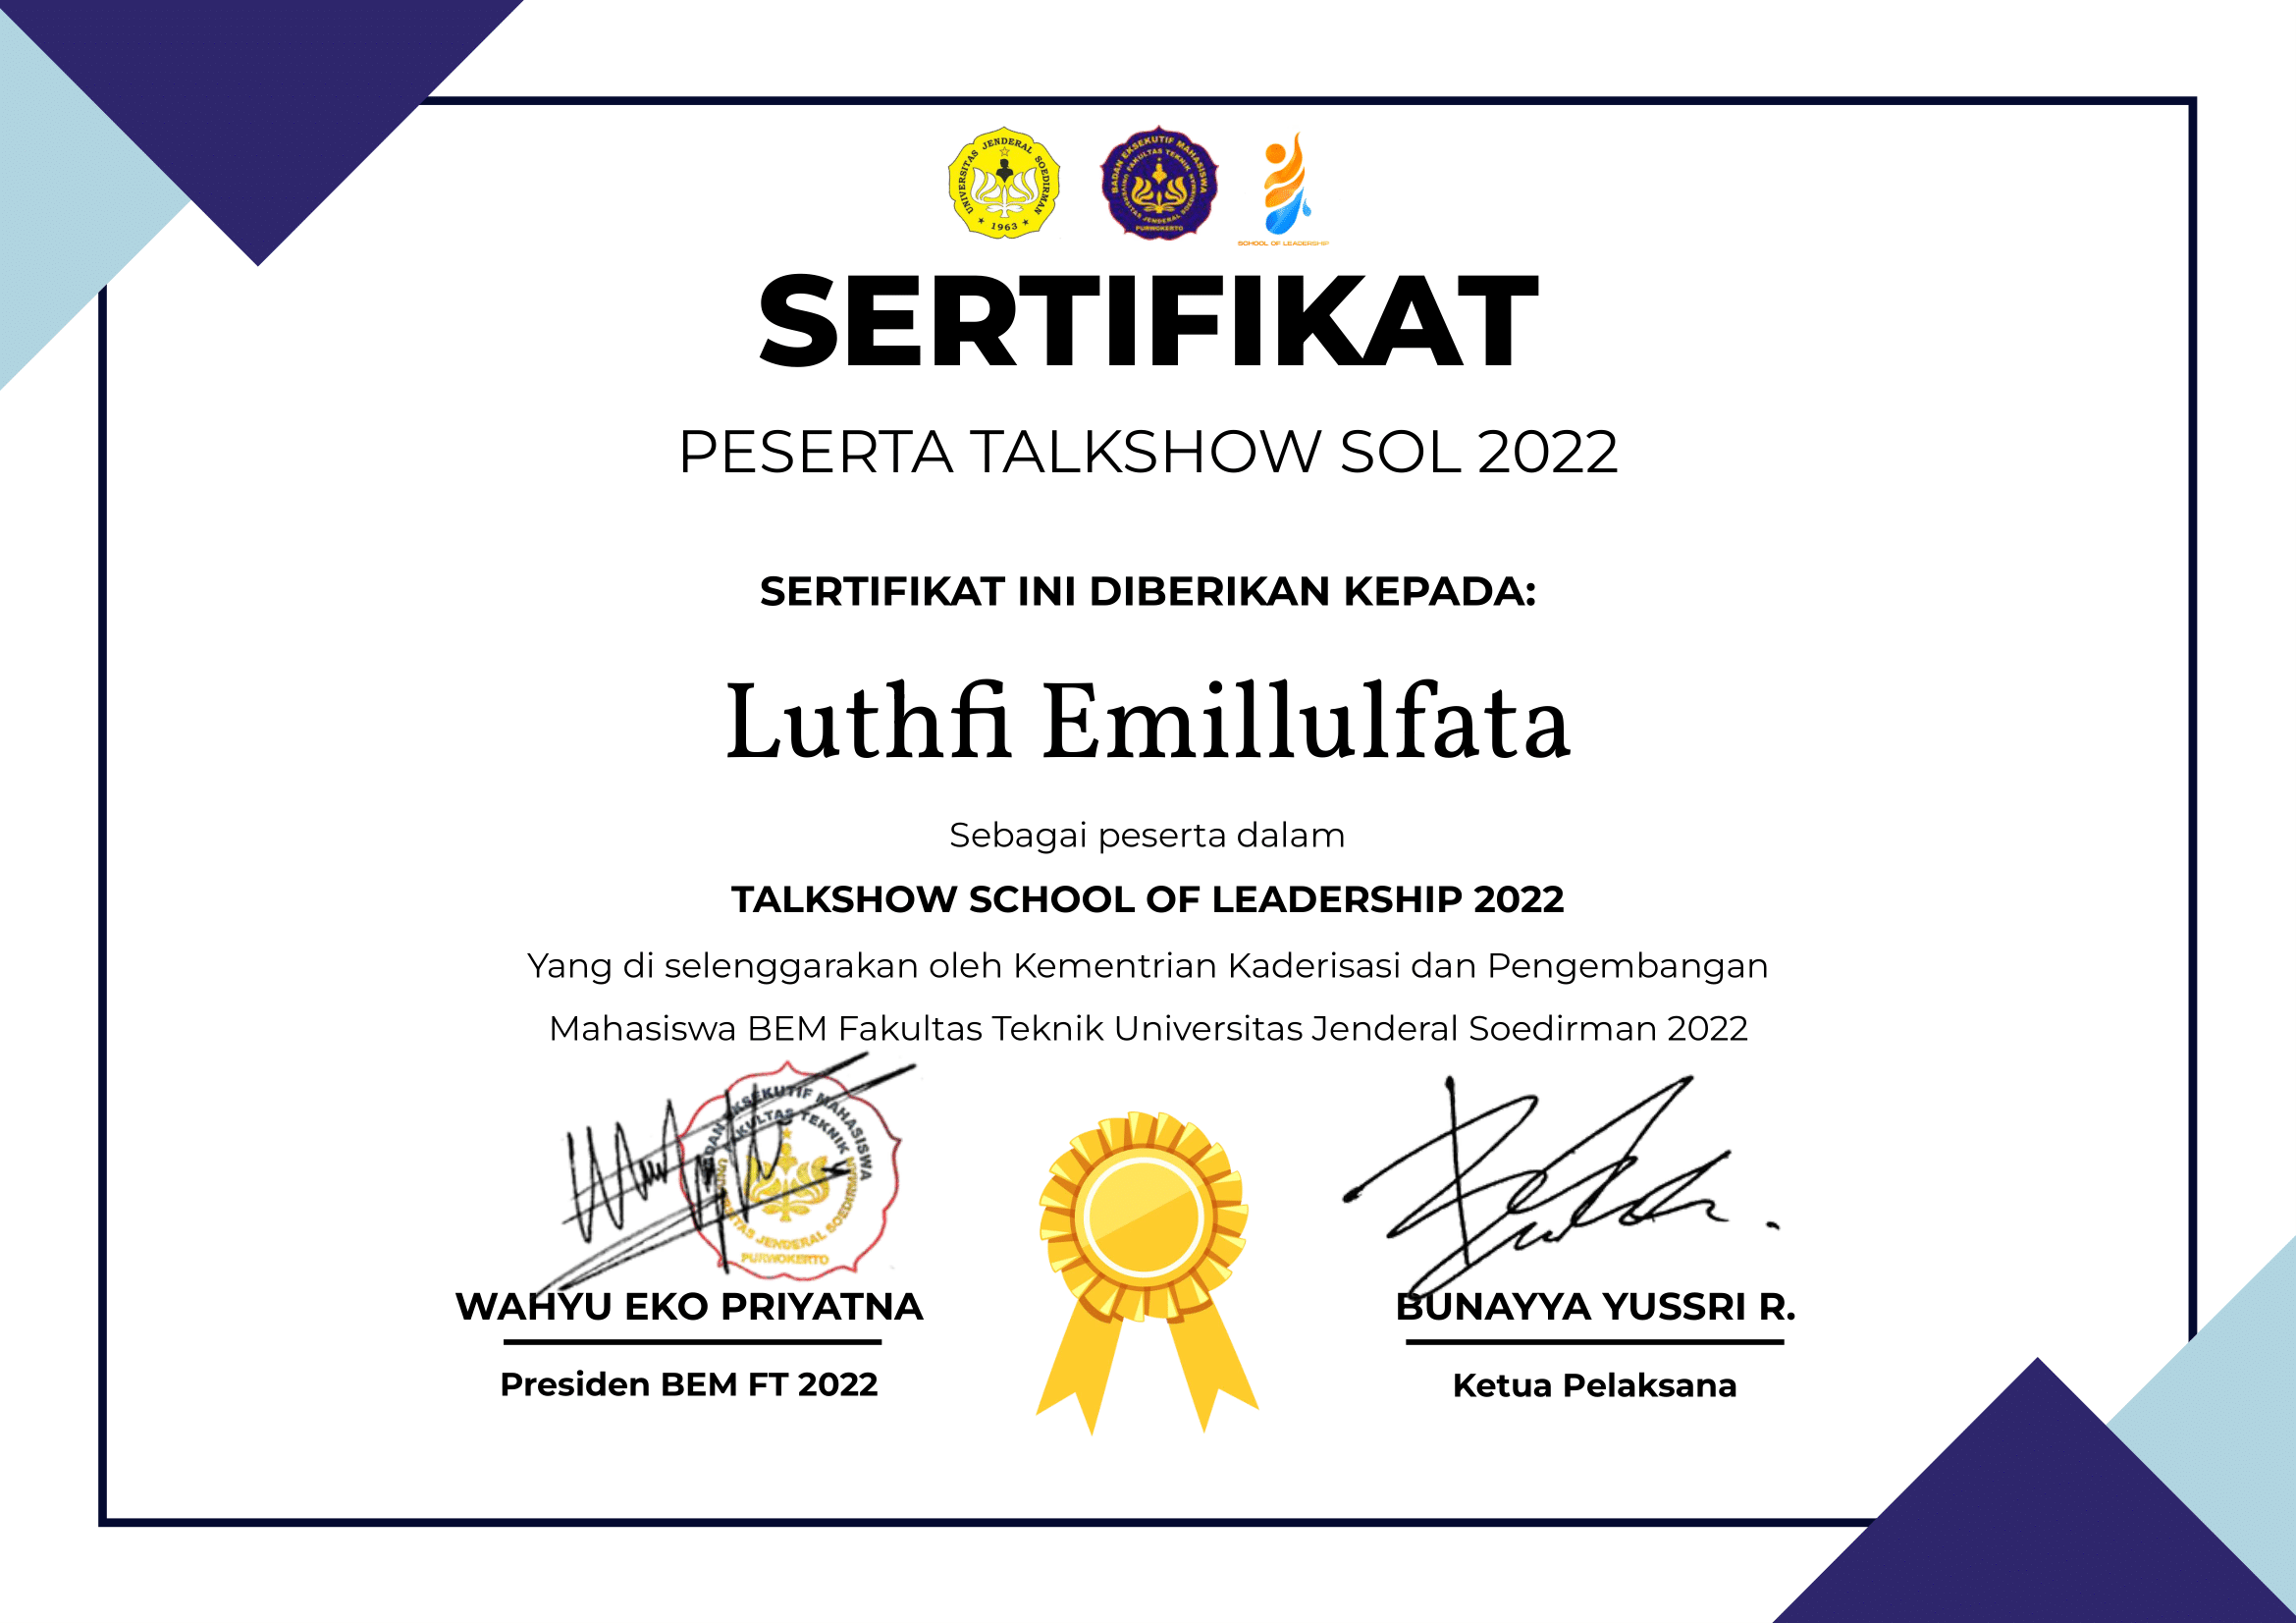 UNIVERSITAS JENDERAL SOEDIRMAN
1963
BADAN EKSEKUTIF MAHASISWA
FAKULTAS TEKNIK
UNIVERSITAS JENDERAL SOEDIRMAN
PURWOKERTO
SCHOOL OF LEADERSHIP
SERTIFIKAT
PESERTA TALKSHOW SOL 2022
SERTIFIKAT INI DIBERIKAN KEPADA:
Luthfi Emillulfata
Sebagai peserta dalam
TALKSHOW SCHOOL OF LEADERSHIP 2022
Yang di selenggarakan oleh Kementrian Kaderisasi dan Pengembangan
Mahasiswa BEM Fakultas Teknik Universitas Jenderal Soedirman 2022
EKSEKUTIF MAHASISWA
TEKNIK
JENDERAL SOEDIRMAN
PURWOKERTO
WAHYU EKO PRIYATNA
Presiden BEM FT 2022
BUNAYYA YUSSRI R.
Ketua Pelaksana